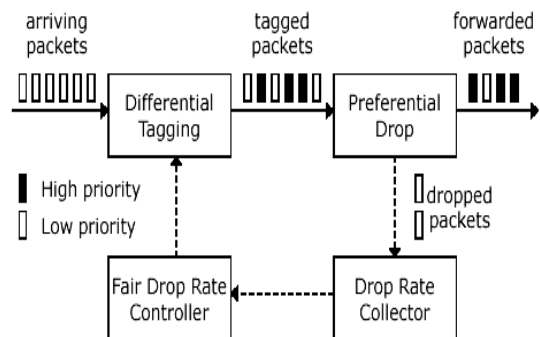 arriving
packets
tagged
packets
forwarded
packets
Differential
Tagging
Preferential
Drop
High priority
Low priority
dropped
packets
Fair Drop Rate
Controller
Drop Rate
Collector